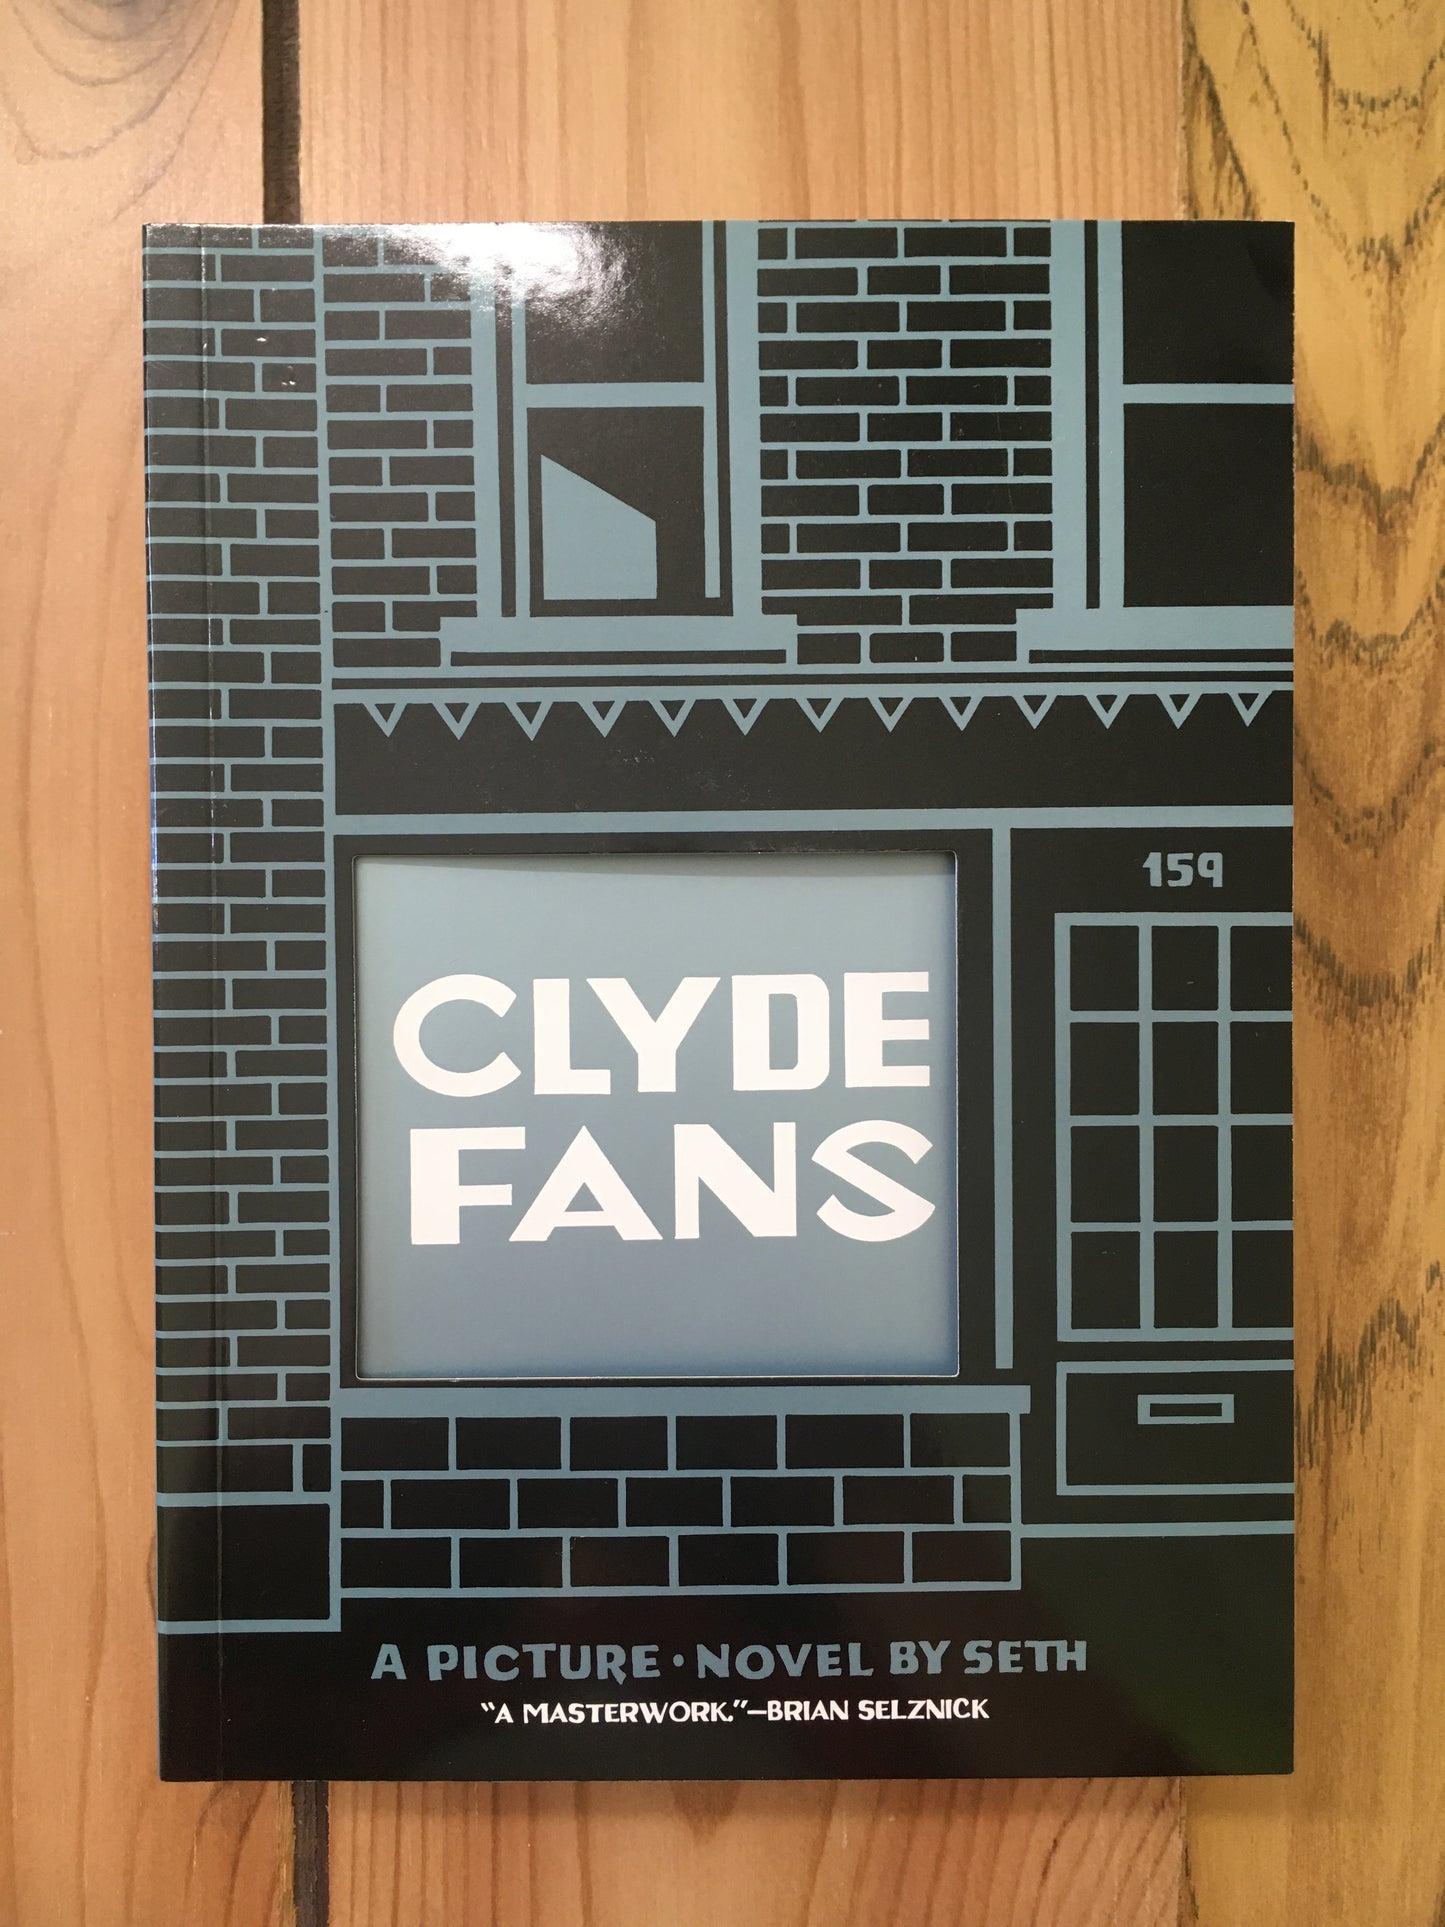 159
CLYDE
FANS
A PICTURE·NOVEL BY SETH
"A MASTERWORK."—BRIAN SELZNICK